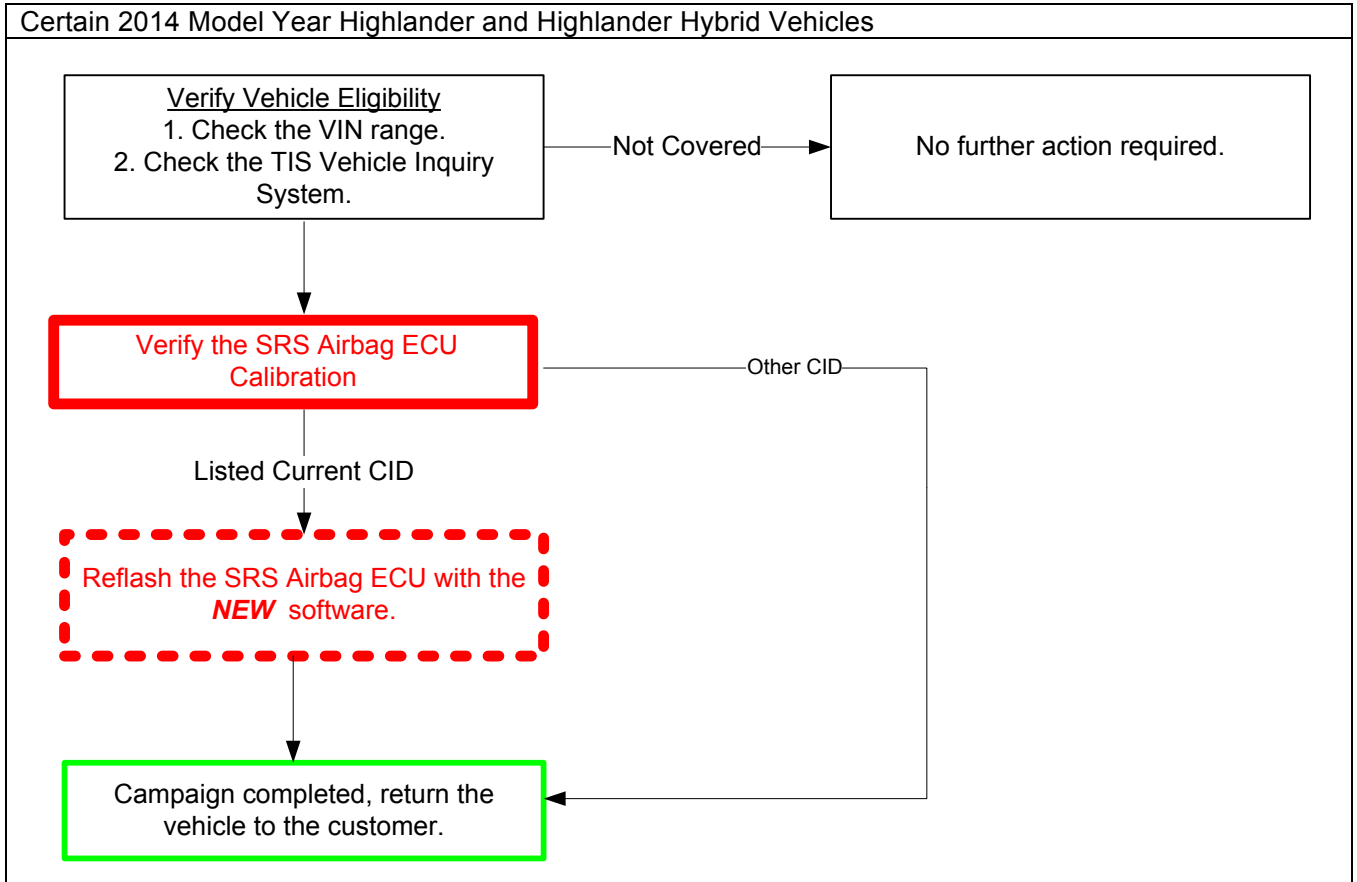 Certain 2014 Model Year Highlander and Highlander Hybrid Vehicles
Verify Vehicle Eligibility
1. Check the VIN range.
2. Check the TIS Vehicle Inquiry
System.
Not Covered
No further action required.
Verify the SRS Airbag ECU
Calibration
Other CID
Listed Current CID
Reflash the SRS Airbag ECU with the
NEW software.
Campaign completed, return the
vehicle to the customer.